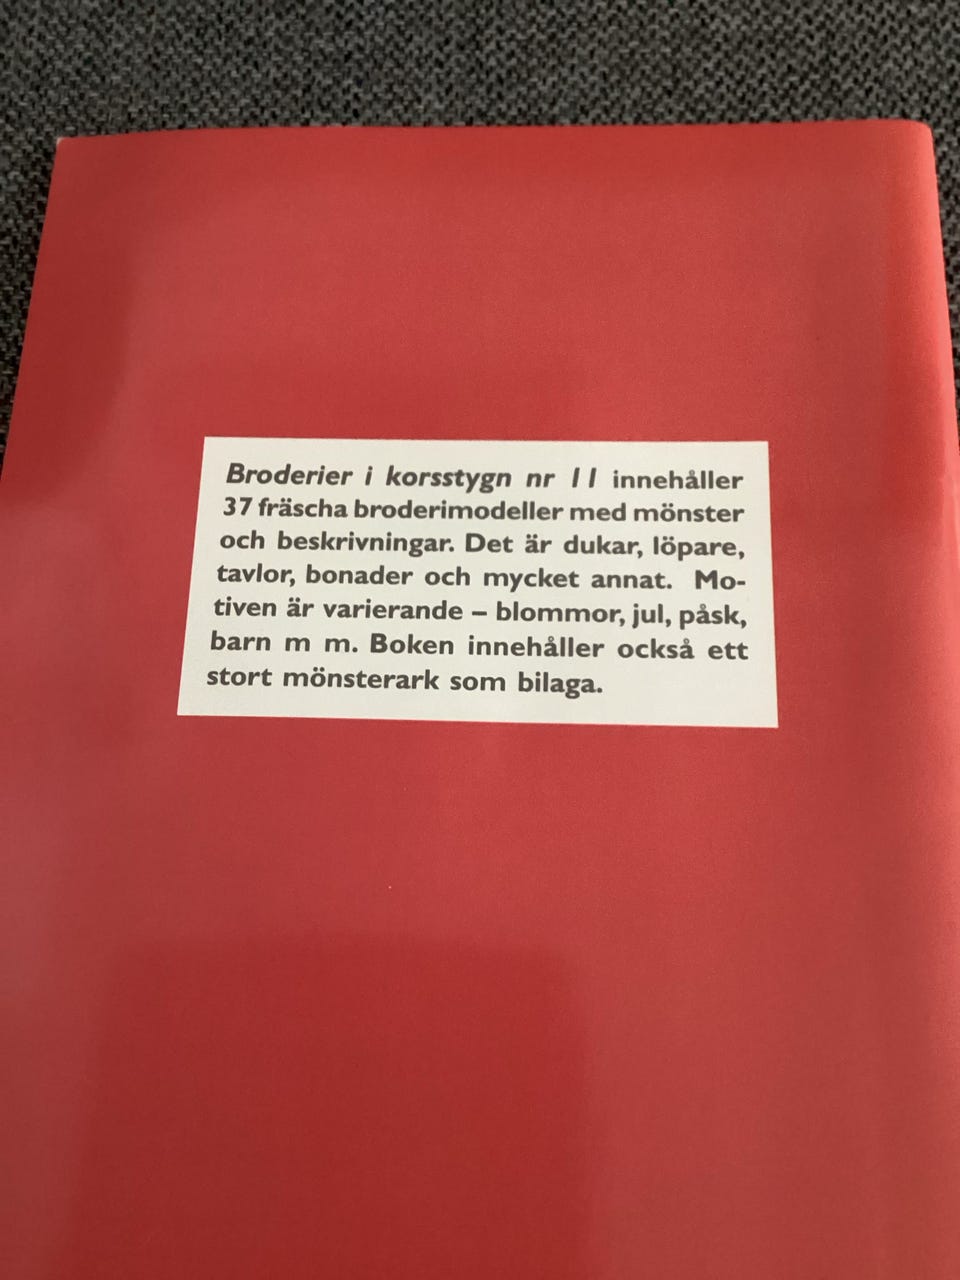 Broderier i korsstygn nr 11 innehåller
37 fräscha broderimodeller med mönster
och beskrivningar. Det är dukar, löpare,
tavlor, bonader och mycket annat. Mo-
tiven är varierande – blommor, jul, påsk,
barn m m. Boken innehåller också ett
stort mönsterark som bilaga.